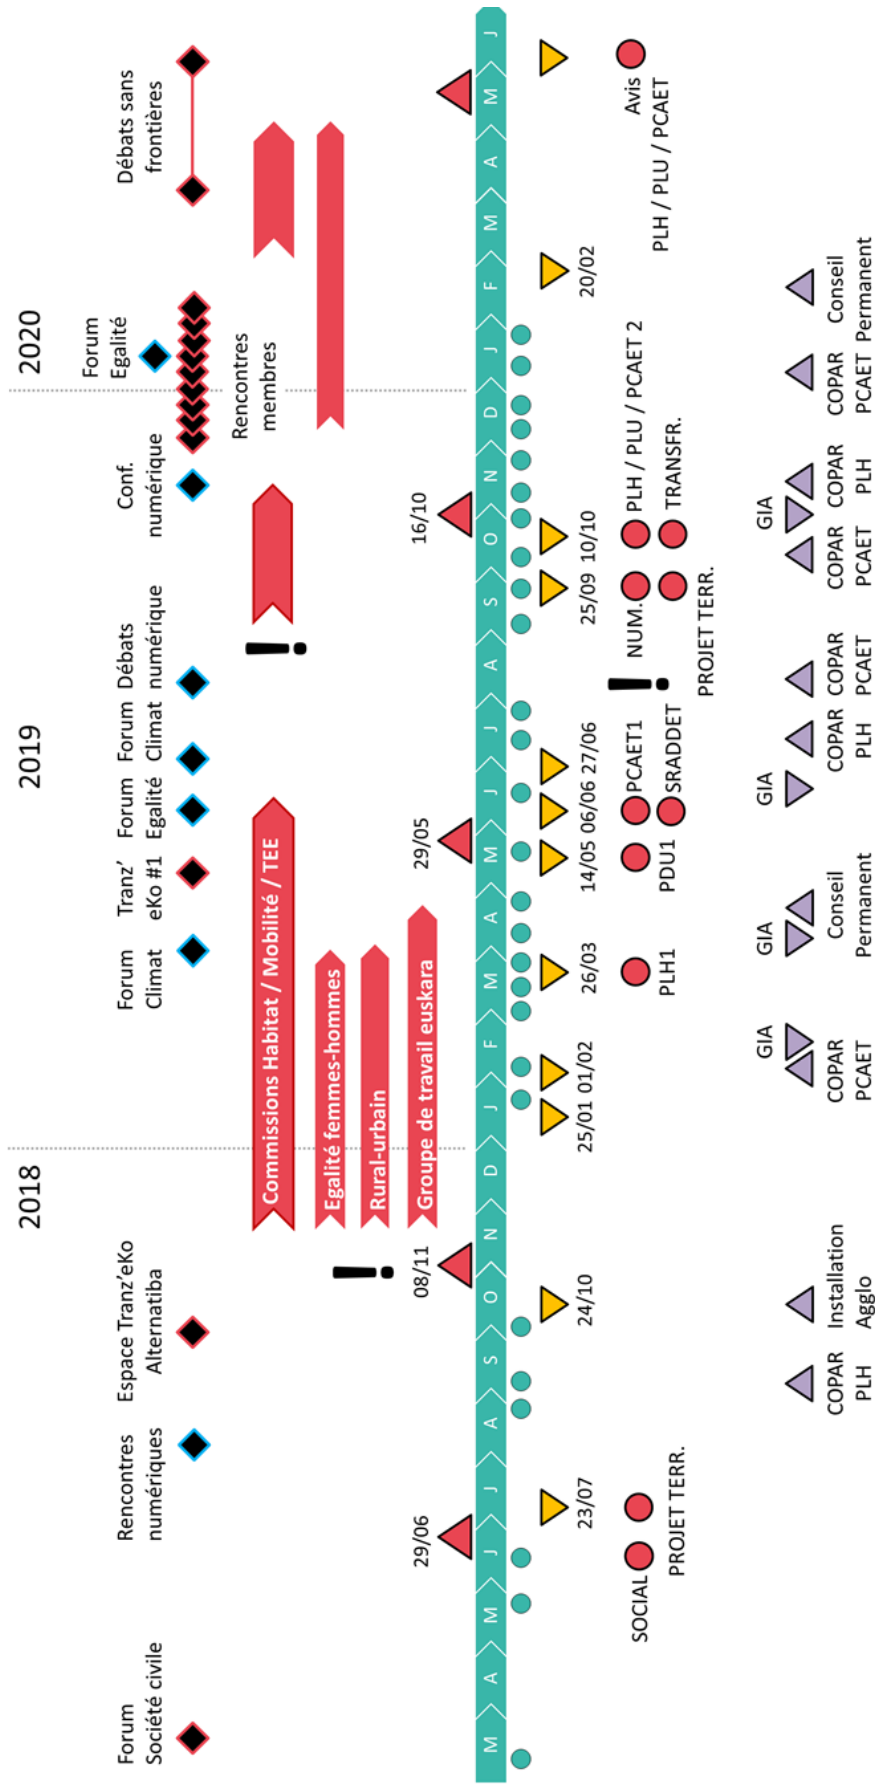 2018
2019
2020
Forum
Société civile
Rencontres
numériques
Espace Tranz'eKo
Alternatiba
Forum
Climat
Tranz'
eKo #1
Forum
Egalité
Forum
Climat
Débats
numérique
Conf.
numérique
Forum
Egalité
Rencontres
membres
Débats sans
frontières
Commissions Habitat / Mobilité / TEE
Egalité femmes-hommes
Rural-urbain
Groupe de travail euskara
!
!
29/06
08/11
29/05
16/10
M A M J J A S O N D J F M A M J J A S O N D J F M A M J
23/07
24/10
25/01
01/02
26/03
14/05
06/06
27/06
25/09
10/10
20/02
SOCIAL
PROJET TERR.
PLH1
PDU1
PCAET1
SRADDET
!
NUM.
PROJET TERR.
PLH / PLU / PCAET 2
TRANSFR.
Avis
PLH / PLU / PCAET
COPAR
PLH
Installation
Agglo
GIA
COPAR
PCAET
GIA
Conseil
Permanent
GIA
COPAR
PLH
COPAR
PCAET
COPAR
PCAET
GIA
COPAR
PLH
COPAR
PCAET
Conseil
Permanent